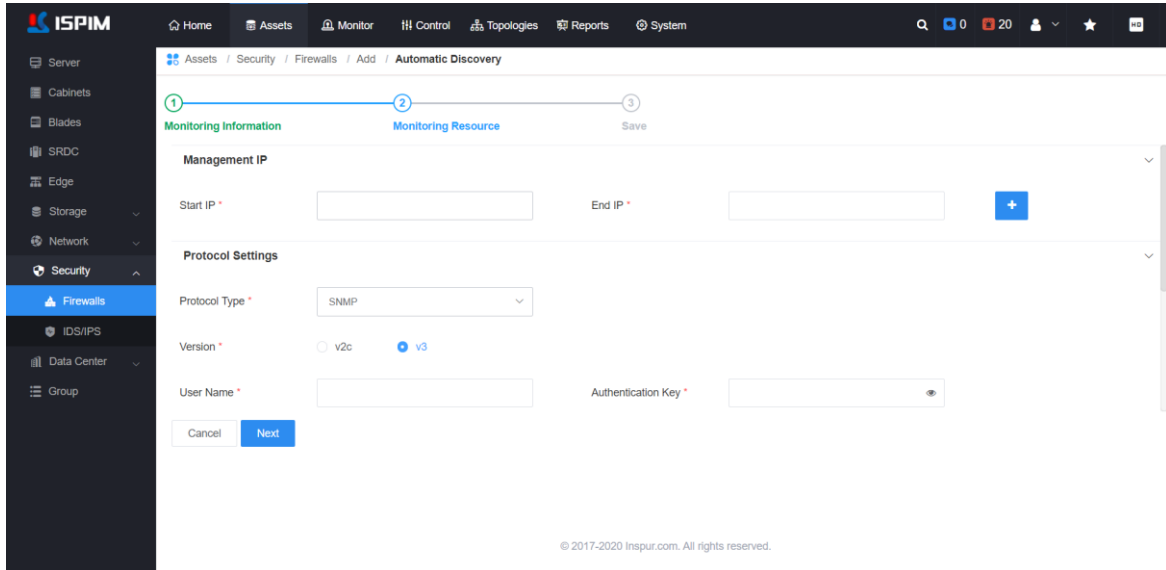 ISPIM Home Assets Monitor Control Topologies Reports System 0 20 HD
Server
Cabinets
Blades
SRDC
Edge
Storage
Network
Security
Firewalls
IDS/IPS
Data Center
Group
Assets / Security / Firewalls / Add / Automatic Discovery
1 2 3
Monitoring Information Monitoring Resource Save
Management IP
Start IP * End IP * +
Protocol Settings
Protocol Type * SNMP
Version * v2c v3
User Name * Authentication Key *
Cancel Next
© 2017-2020 Inspur.com. All rights reserved.